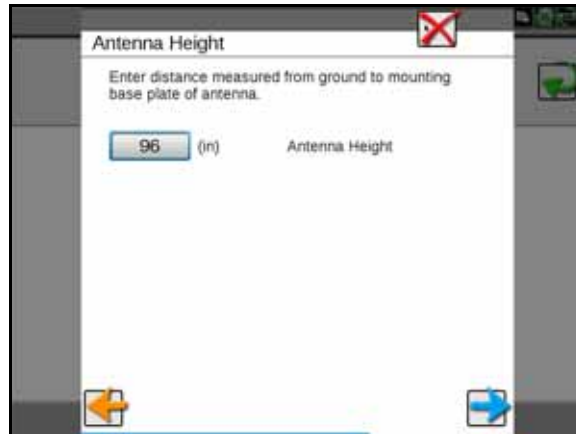 Antenna Height
Enter distance measured from ground to mounting
base plate of antenna.
96 (in) Antenna Height